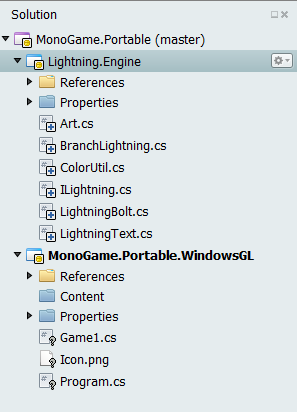 Solution
MonoGame.Portable (master)
Lightning.Engine
References
Properties
Art.cs
BranchLightning.cs
ColorUtil.cs
ILightning.cs
LightningBolt.cs
LightningText.cs
MonoGame.Portable.WindowsGL
References
Content
Properties
Game1.cs
Icon.png
Program.cs